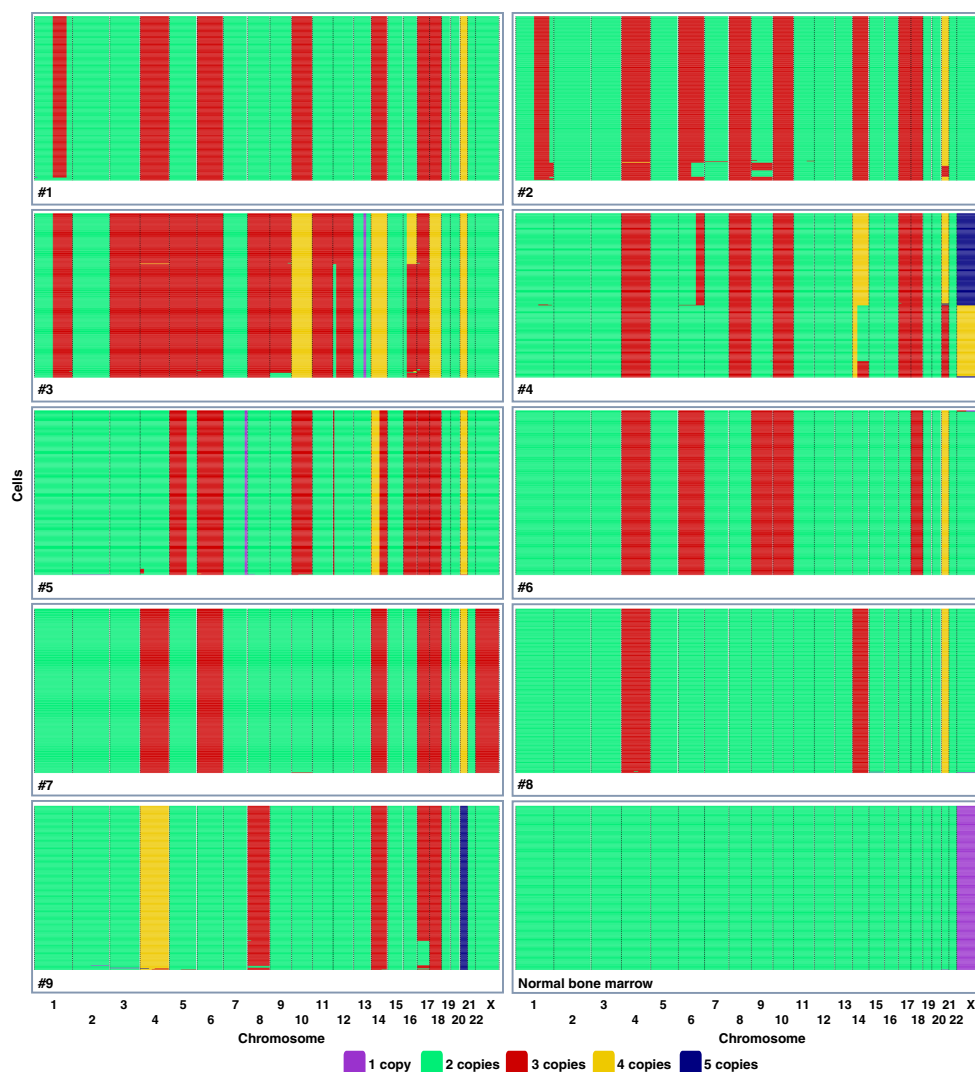 #1
#2
#3
#4
Cells
#5
#6
#7
#8
#9
Normal bone marrow
1 3 5 7 9 11 13 15 17 19 21 X
2 4 6 8 10 12 14 16 18 20 22
Chromosome
1 3 5 7 9 11 13 15 17 19 21 X
2 4 6 8 10 12 14 16 18 20 22
Chromosome
1 copy 2 copies 3 copies 4 copies 5 copies